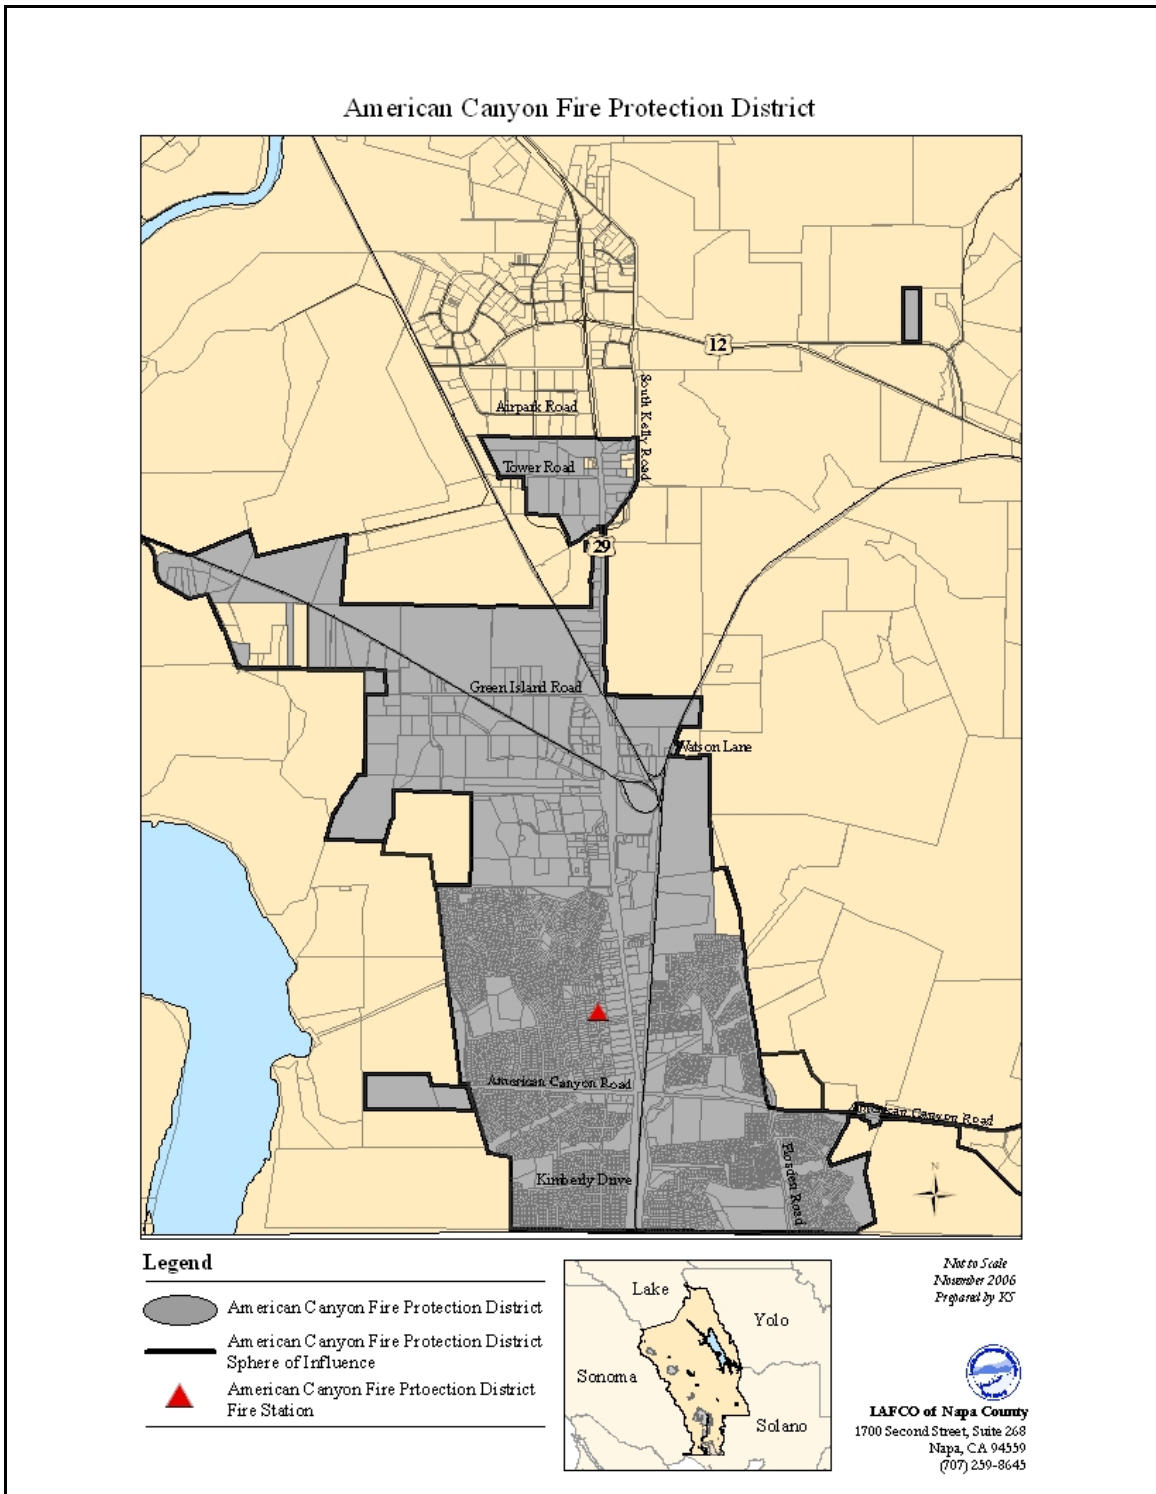 American Canyon Fire Protection District
12
South Kelly Road
Airpark Road
Tower Road
29
Green Island Road
Watson Lane
American Canyon Road
American Canyon Road
Flosden Road
Kimberly Drive
N
Legend
American Canyon Fire Protection District
American Canyon Fire Protection District
Sphere of Influence
American Canyon Fire Prtoection District
Fire Station
Lake
Yolo
Sonoma
Solano
Not to Scale
November 2006
Prepared by KS
LAFCO of Napa County
1700 Second Street, Suite 268
Napa, CA 94559
(707) 259-8645